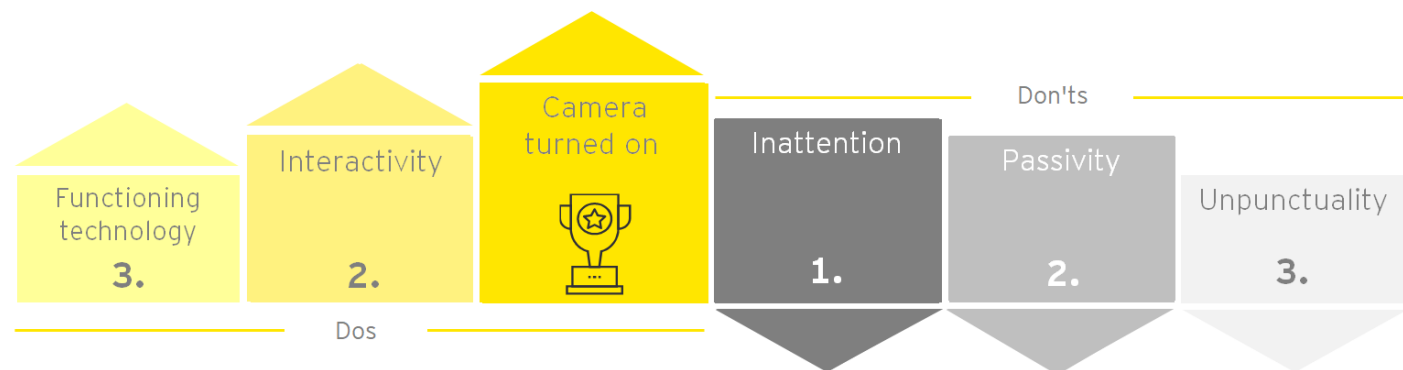 Functioning
technology
3.
Interactivity
2.
Camera
turned on
Dos
Don'ts
Inattention
1.
Passivity
2.
Unpunctuality
3.